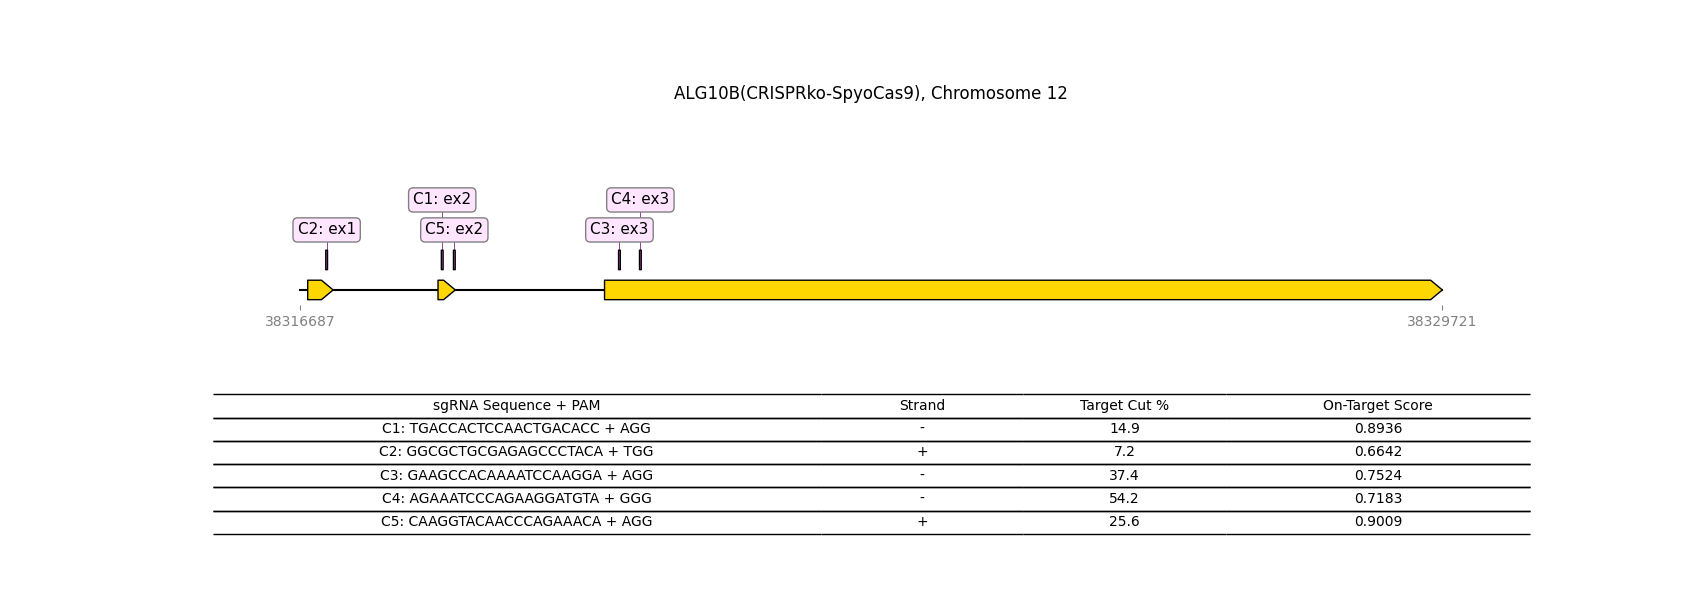 ALG10B(CRISPRko-SpyoCas9), Chromosome 12
C1: ex2 C4: ex3
C2: ex1 C5: ex2 C3: ex3
38316687 38329721
sgRNA Sequence + PAM Strand Target Cut % On-Target Score
C1: TGACCACTCCAACTGACACC + AGG - 14.9 0.8936
C2: GGCGCTGCGAGAGCCCTACA + TGG + 7.2 0.6642
C3: GAAGCCACAAAATCCAAGGA + AGG - 37.4 0.7524
C4: AGAAATCCCAGAAGGATGTA + GGG - 54.2 0.7183
C5: CAAGGTACAACCCAGAAACA + AGG + 25.6 0.9009